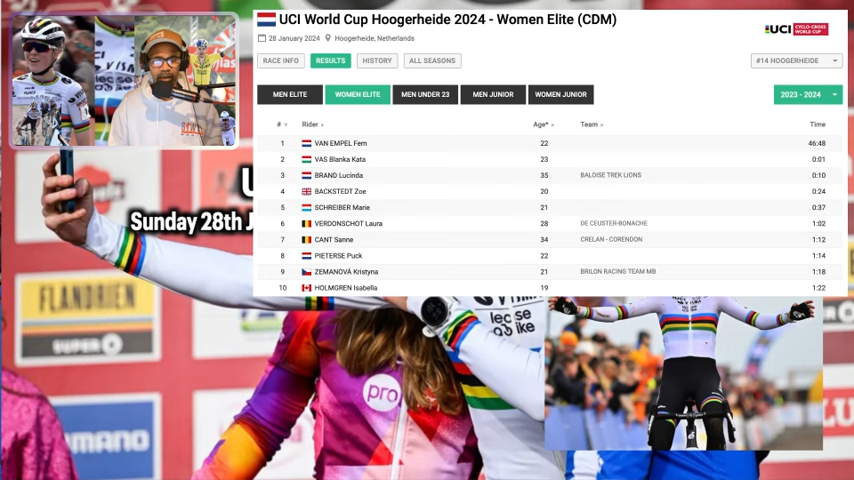 UCI World Cup Hoogerheide 2024 - Women Elite (CDM)
28 January 2024 Hoogerheide, Netherlands
UCI CYCLO-CROSS WORLD CUP
RACE INFO RESULTS HISTORY ALL SEASONS #14 HOOGERHEIDE
MEN ELITE WOMEN ELITE MEN UNDER 23 MEN JUNIOR WOMEN JUNIOR 2023 - 2024
# Rider Age* Team Time
1 VAN EMPEL Fem 22 46:48
2 VAS Blanka Kata 23 0:01
3 BRAND Lucinda 35 BALOISE TREK LIONS 0:10
4 BACKSTEDT Zoe 20 0:24
5 SCHREIBER Marie 21 0:37
6 VERDONSCHOT Laura 28 DE CEUSTER-BONACHE 1:02
7 CANT Sanne 34 CRELAN - CORENDON 1:12
8 PIETERSE Puck 22 1:14
9 ZEMANOVÁ Kristyna 21 BRILON RACING TEAM MB 1:18
10 HOLMGREN Isabella 19 1:22
U
Sunday 28th J
FLANDRIEN
SUPER
pro
lease
bike
MANO